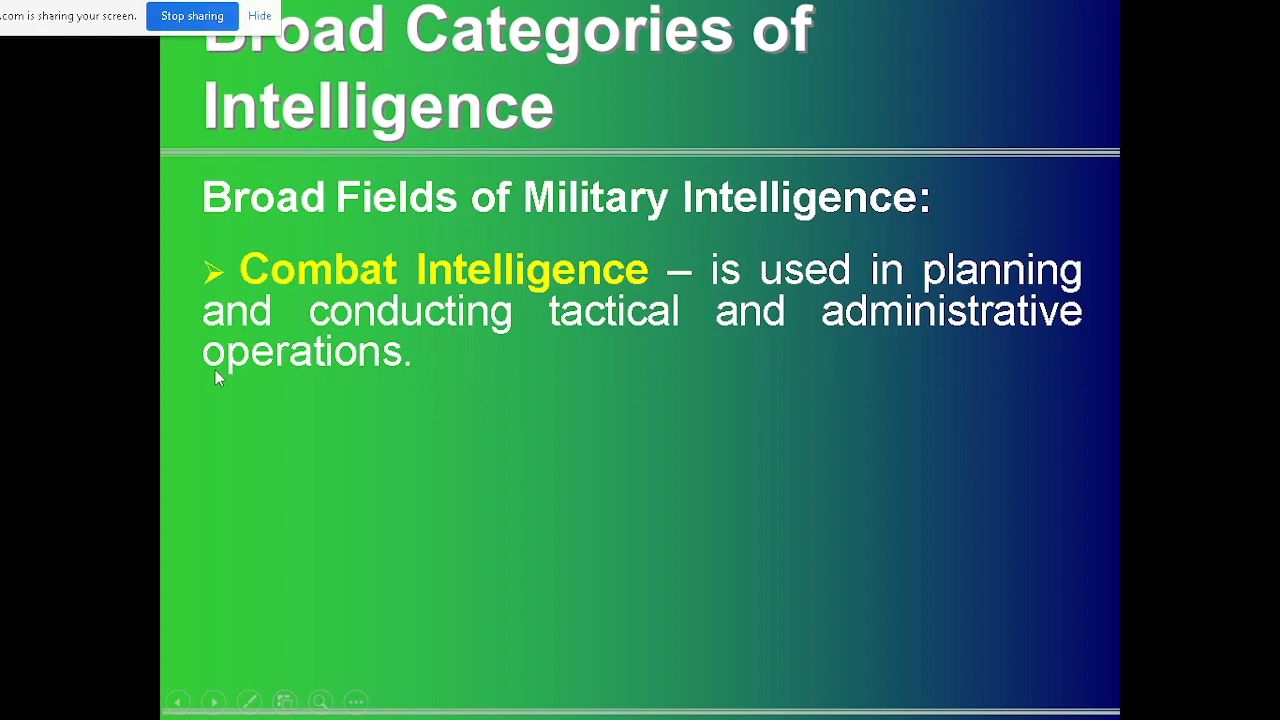 .com is sharing your screen. Stop sharing Hide
Broad Categories of
Intelligence
Broad Fields of Military Intelligence:
Combat Intelligence – is used in planning
and conducting tactical and administrative
operations.